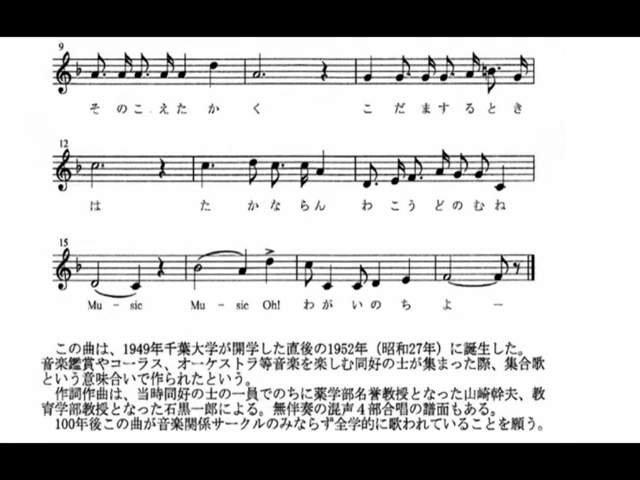 9
そ の こ え た か く こ だ ま す る と き
12
は た か な ら ん わ こ う ど の む ね
15
Mu - sic Mu - sic Oh! わ が い の ち よ ー
この曲は、1949年千葉大学が開学した直後の1952年（昭和27年）に誕生した。
音楽鑑賞やコーラス、オーケストラ等音楽を楽しむ同好の士が集まった際、集合歌
という意味合いで作られたという。
作詞作曲は、当時同好の士の一員でのちに薬学部名誉教授となった山崎幹夫、教
育学部教授となった石黒一郎による。無伴奏の混声４部合唱の譜面もある。
100年後この曲が音楽関係サークルのみならず全学的に歌われていることを願う。